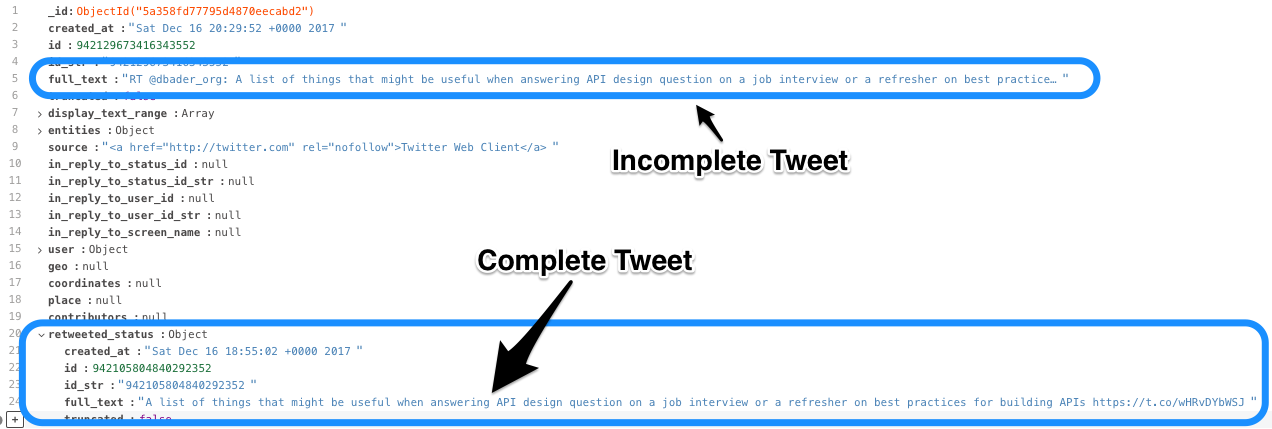 1 _id: ObjectId("5a358fd77795d4870eecabd2")
2 created_at : "Sat Dec 16 20:29:52 +0000 2017 "
3 id : 942129673416343552
4 id_str : "942129673416343552 "
5 full_text : "RT @dbader_org: A list of things that might be useful when answering API design question on a job interview or a refresher on best practice… "
6 truncated : false
7 display_text_range : Array
8 entities : Object
9 source : "<a href="http://twitter.com" rel="nofollow">Twitter Web Client</a> "
10 in_reply_to_status_id : null
Incomplete Tweet
11 in_reply_to_status_id_str : null
12 in_reply_to_user_id : null
13 in_reply_to_user_id_str : null
14 in_reply_to_screen_name : null
15 user : Object
Complete Tweet
16 geo : null
17 coordinates : null
18 place : null
19 contributors : null
20 retweeted_status : Object
21 created_at : "Sat Dec 16 18:55:02 +0000 2017 "
22 id : 942105804840292352
23 id_str : "942105804840292352 "
24 full_text : "A list of things that might be useful when answering API design question on a job interview or a refresher on best practices for building APIs https://t.co/wHRvDYbWSJ "
truncated : false